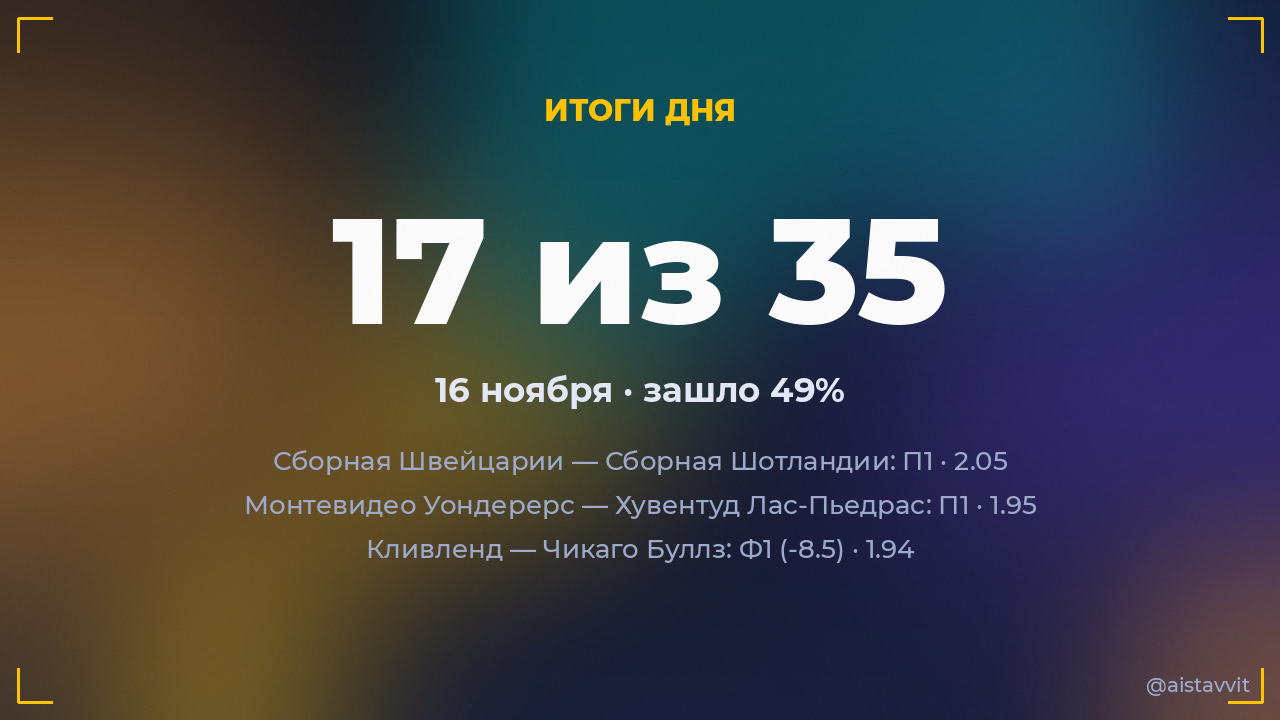 ИТОГИ ДНЯ
17 из 35
16 ноября · зашло 49%
Сборная Швейцарии — Сборная Шотландии: П1 · 2.05
Монтевидео Уондерерс — Хувентуд Лас-Пьедрас: П1 · 1.95
Кливленд — Чикаго Буллз: Ф1 (-8.5) · 1.94
@aistavvit